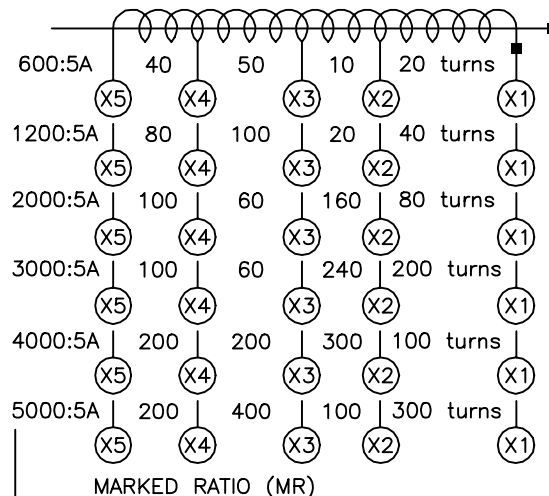 600:5A 40 50 10 20 turns
X5 X4 X3 X2 X1
1200:5A 80 100 20 40 turns
X5 X4 X3 X2 X1
2000:5A 100 60 160 80 turns
X5 X4 X3 X2 X1
3000:5A 100 60 240 200 turns
X5 X4 X3 X2 X1
4000:5A 200 200 300 100 turns
X5 X4 X3 X2 X1
5000:5A 200 400 100 300 turns
X5 X4 X3 X2 X1
MARKED RATIO (MR)